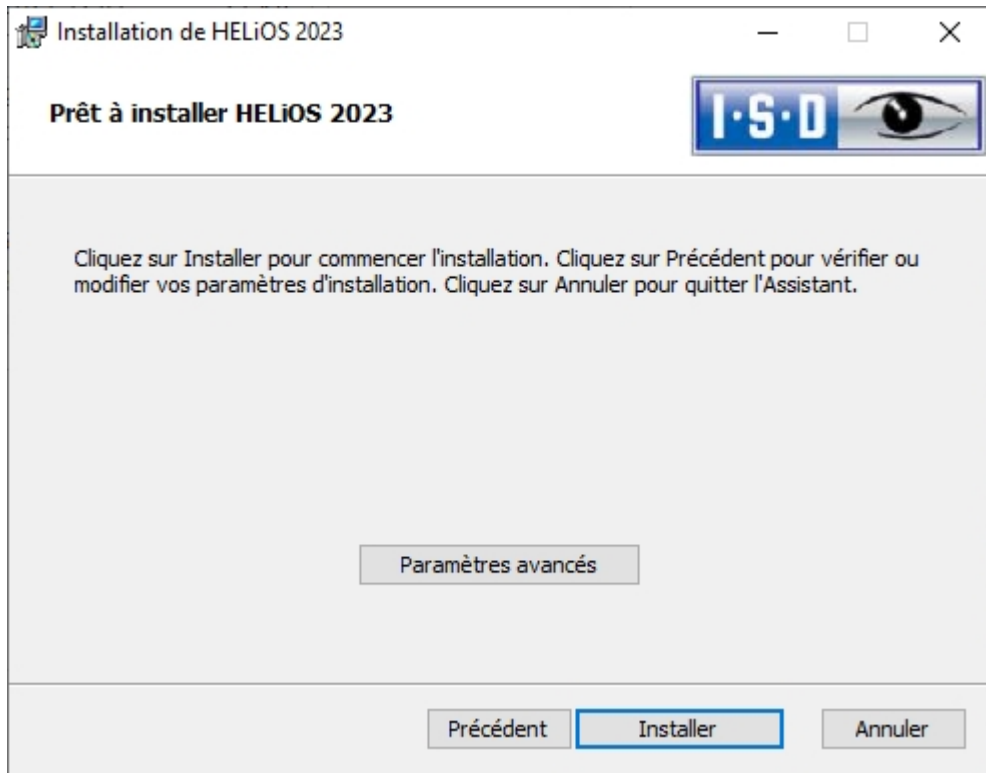 Installation de HELiOS 2023
Prêt à installer HELiOS 2023
I·S·D
Cliquez sur Installer pour commencer l'installation. Cliquez sur Précédent pour vérifier ou
modifier vos paramètres d'installation. Cliquez sur Annuler pour quitter l'Assistant.
Paramètres avancés
Précédent
Installer
Annuler